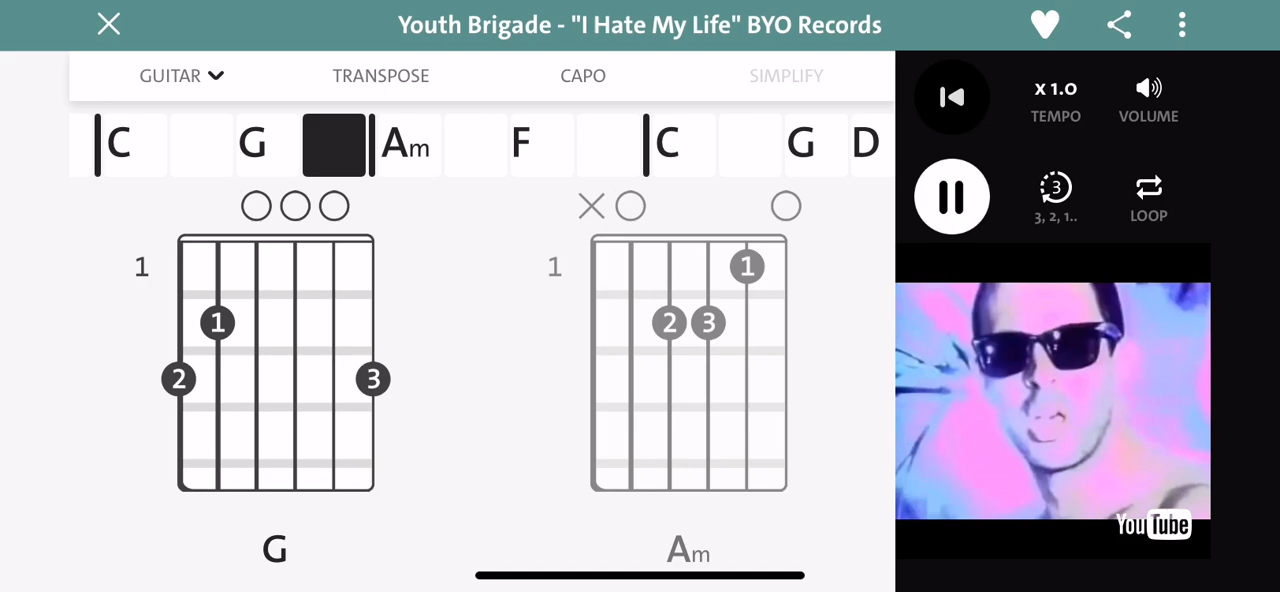 Youth Brigade - "I Hate My Life" BYO Records
GUITAR TRANSPOSE CAPO SIMPLIFY
C G Am F C G D
1
1
2
3
G
1
1
2
3
Am
x 1.0
TEMPO
VOLUME
3
3, 2, 1..
LOOP
YouTube